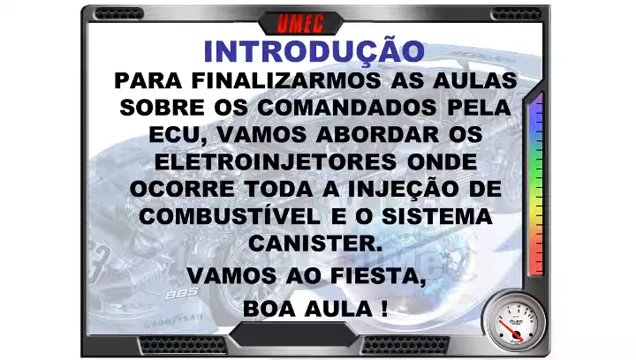 UMEC
INTRODUÇÃO
PARA FINALIZARMOS AS AULAS
SOBRE OS COMANDADOS PELA
ECU, VAMOS ABORDAR OS
ELETROINJETORES ONDE
OCORRE TODA A INJEÇÃO DE
COMBUSTÍVEL E O SISTEMA
CANISTER.
VAMOS AO FIESTA,
BOA AULA !
BBS